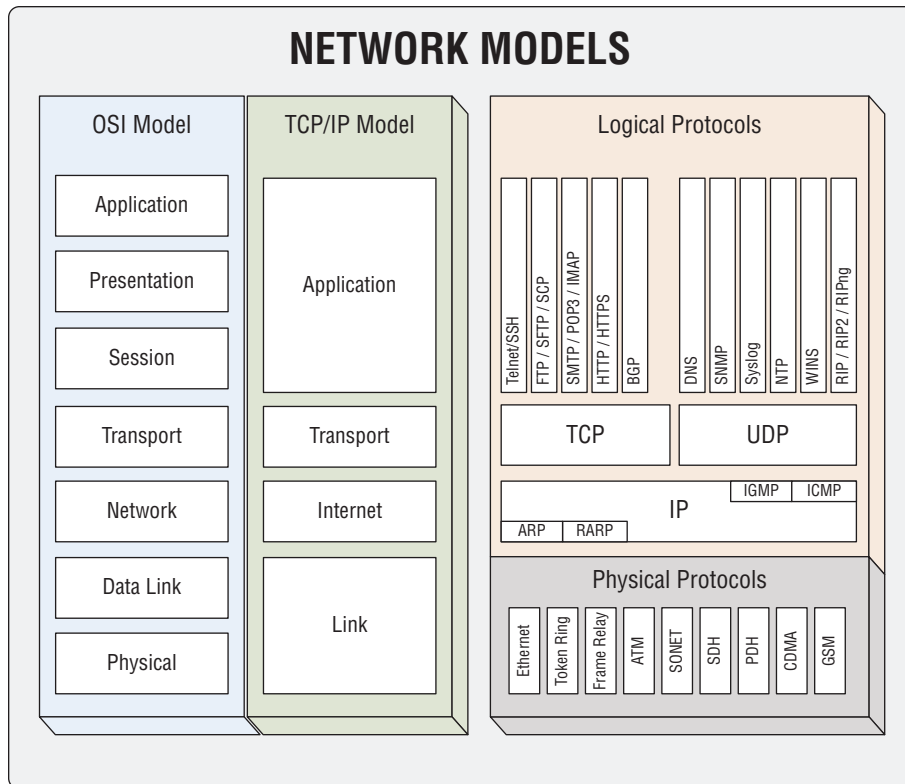 NETWORK MODELS
OSI Model
Application
Presentation
Session
Transport
Network
Data Link
Physical
TCP/IP Model
Application
Transport
Internet
Link
Logical Protocols
Telnet/SSH
FTP / SFTP / SCP
SMTP / POP3 / IMAP
HTTP / HTTPS
BGP
DNS
SNMP
Syslog
NTP
WINS
RIP / RIP2 / RIPng
TCP
UDP
IP
IGMP
ICMP
ARP
RARP
Physical Protocols
Ethernet
Token Ring
Frame Relay
ATM
SONET
SDH
PDH
CDMA
GSM